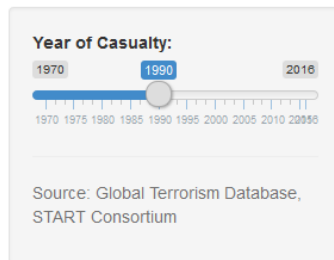 Year of Casualty:
1970 1990 2016
1970 1975 1980 1985 1990 1995 2000 2005 2010
Source: Global Terrorism Database,
START Consortium